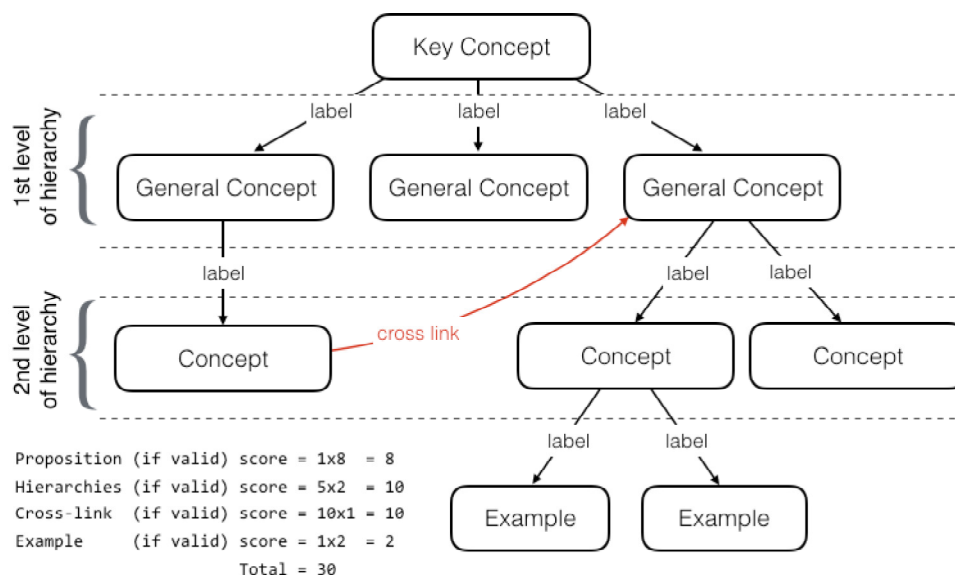 Key Concept
label
label
label
1st level
of hierarchy
General Concept
General Concept
General Concept
label
label
label
2nd level
of hierarchy
cross link
Concept
Concept
Concept
label
label
Proposition (if valid) score = 1x8 = 8
Hierarchies (if valid) score = 5x2 = 10
Cross-link (if valid) score = 10x1 = 10
Example (if valid) score = 1x2 = 2
Total = 30
Example
Example